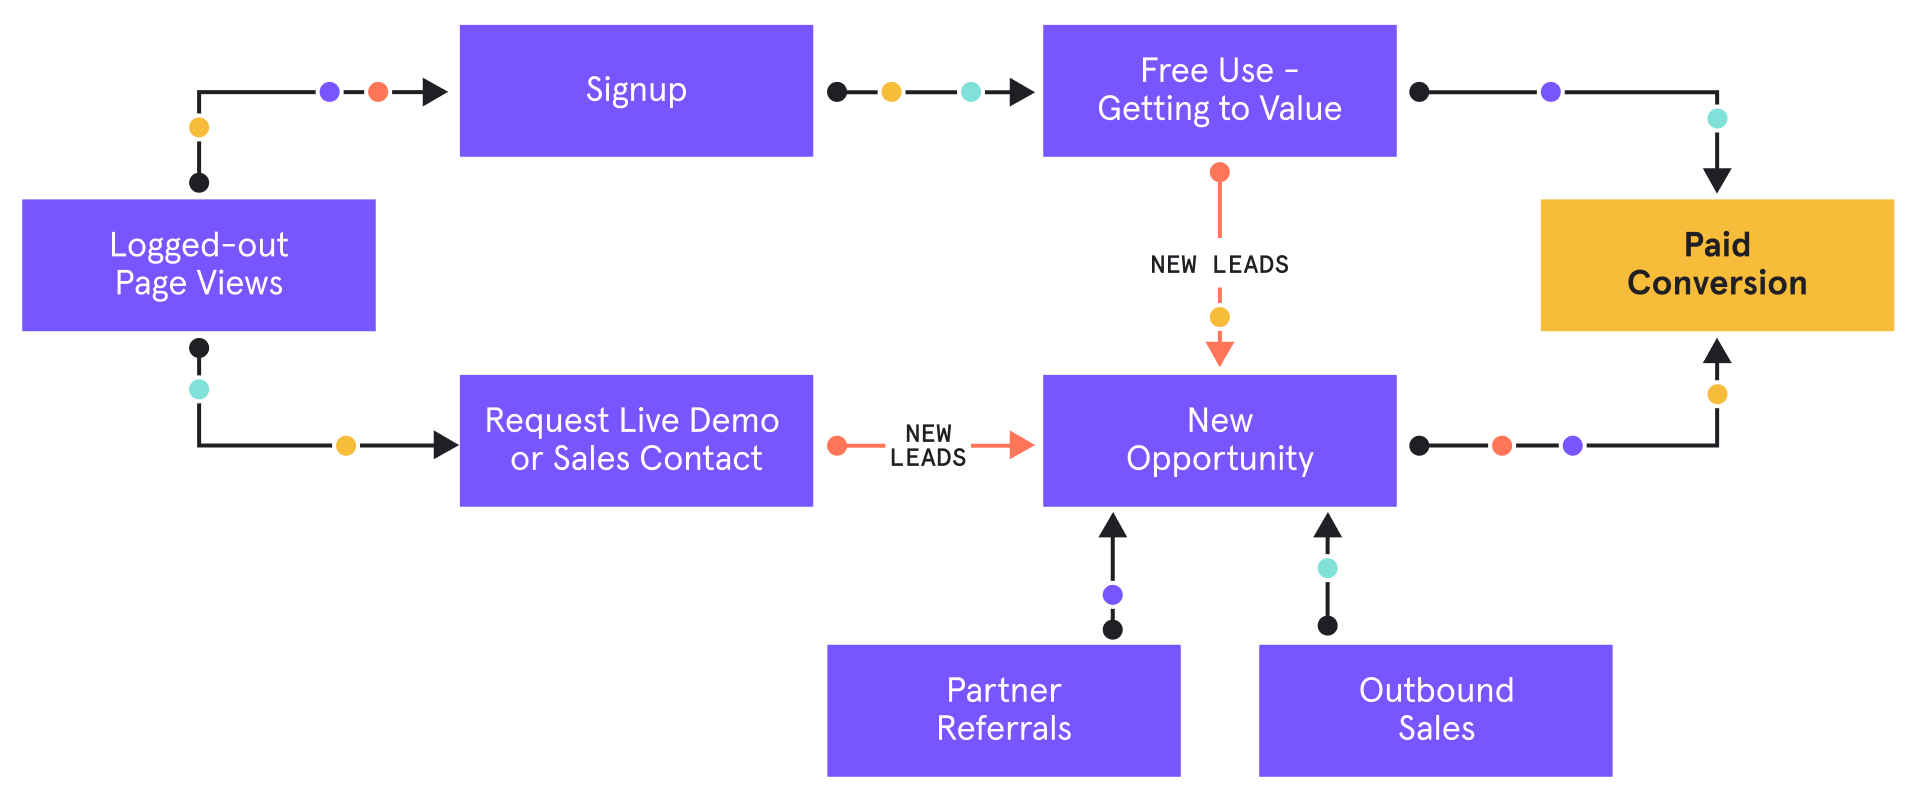 Signup
Free Use –
Getting to Value
Logged-out
Page Views
NEW LEADS
Paid
Conversion
Request Live Demo
or Sales Contact
NEW
LEADS
New
Opportunity
Partner
Referrals
Outbound
Sales